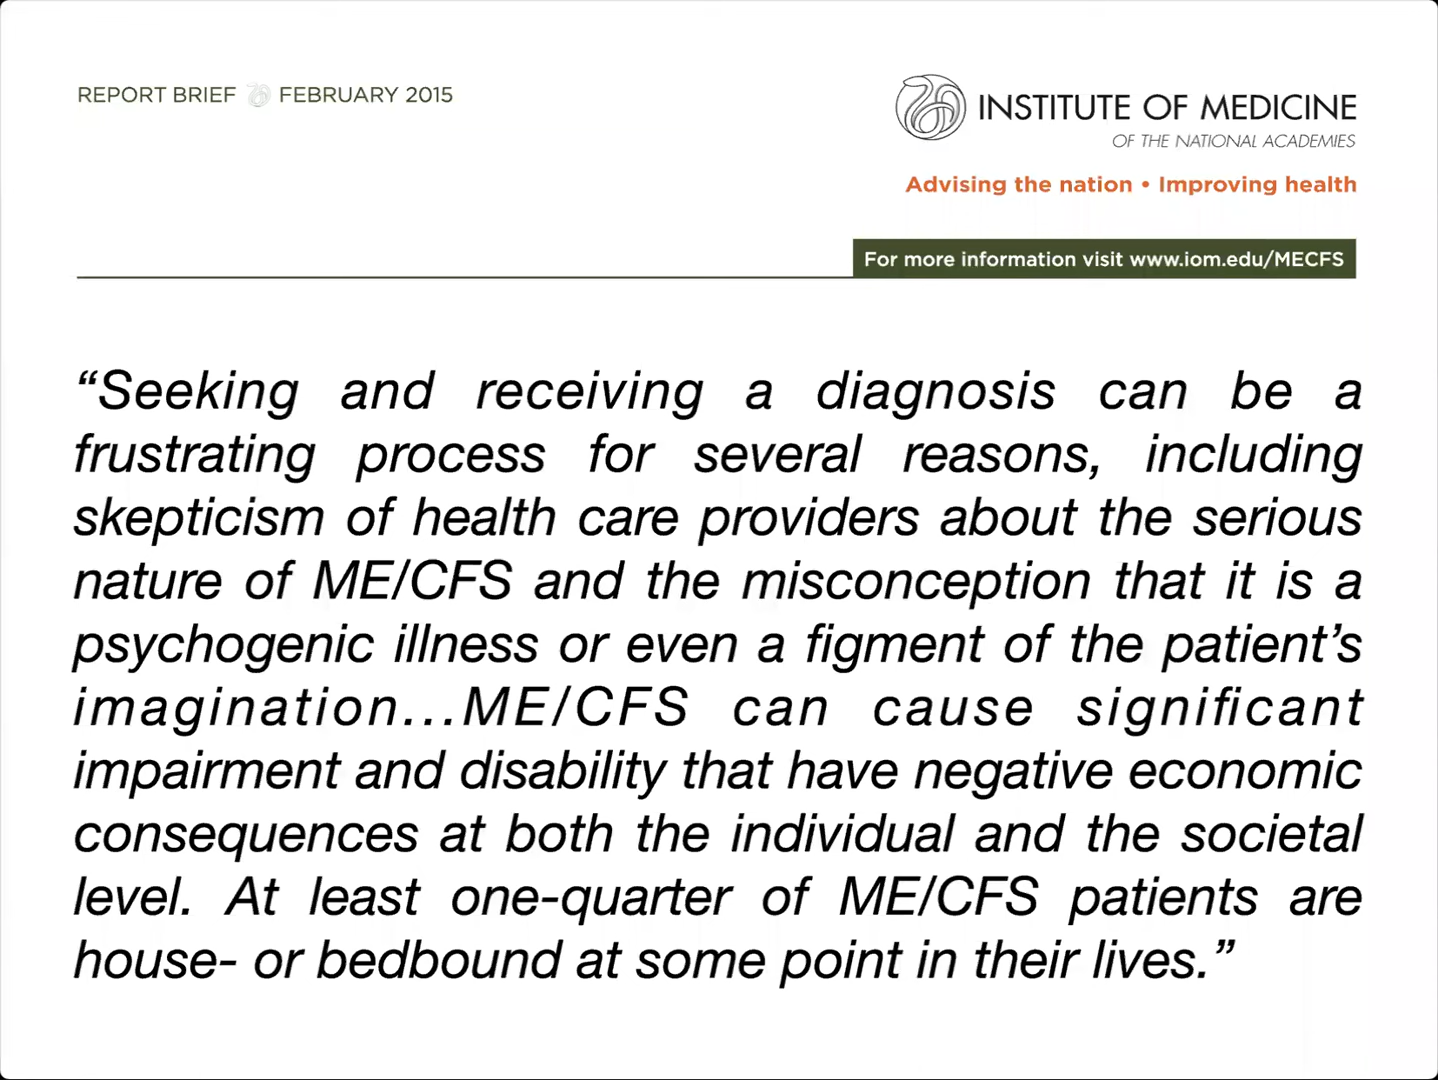 REPORT BRIEF FEBRUARY 2015
INSTITUTE OF MEDICINE
OF THE NATIONAL ACADEMIES
Advising the nation • Improving health
For more information visit www.iom.edu/MECFS
“Seeking and receiving a diagnosis can be a
frustrating process for several reasons, including
skepticism of health care providers about the serious
nature of ME/CFS and the misconception that it is a
psychogenic illness or even a figment of the patient’s
imagination...ME/CFS can cause significant
impairment and disability that have negative economic
consequences at both the individual and the societal
level. At least one-quarter of ME/CFS patients are
house- or bedbound at some point in their lives.”